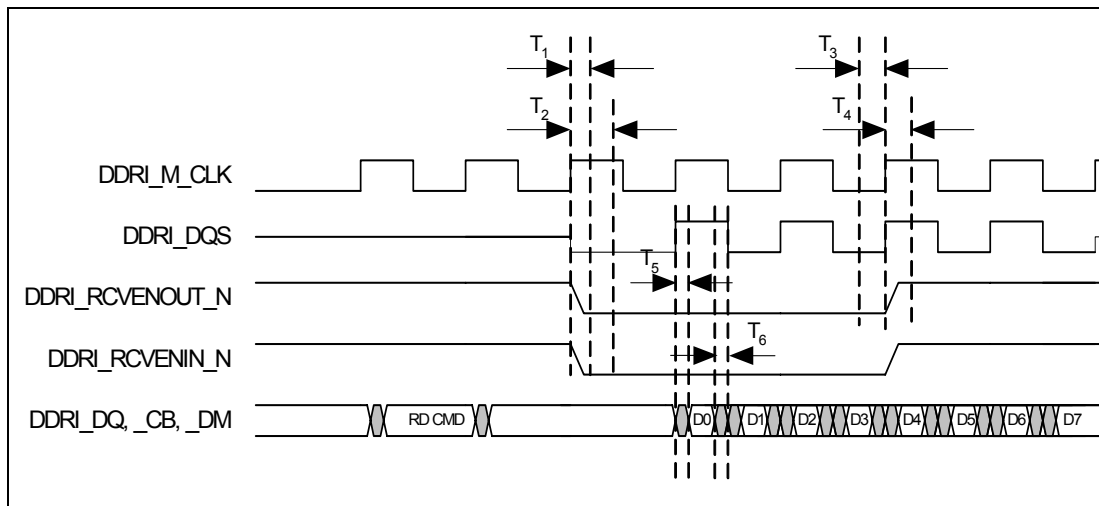 T1
T3
T2
T4
DDRI_M_CLK
DDRI_DQS
T5
DDRI_RCVENOUT_N
T6
DDRI_RCVENIN_N
DDRI_DQ, _CB, _DM
RD CMD
D0
D1
D2
D3
D4
D5
D6
D7